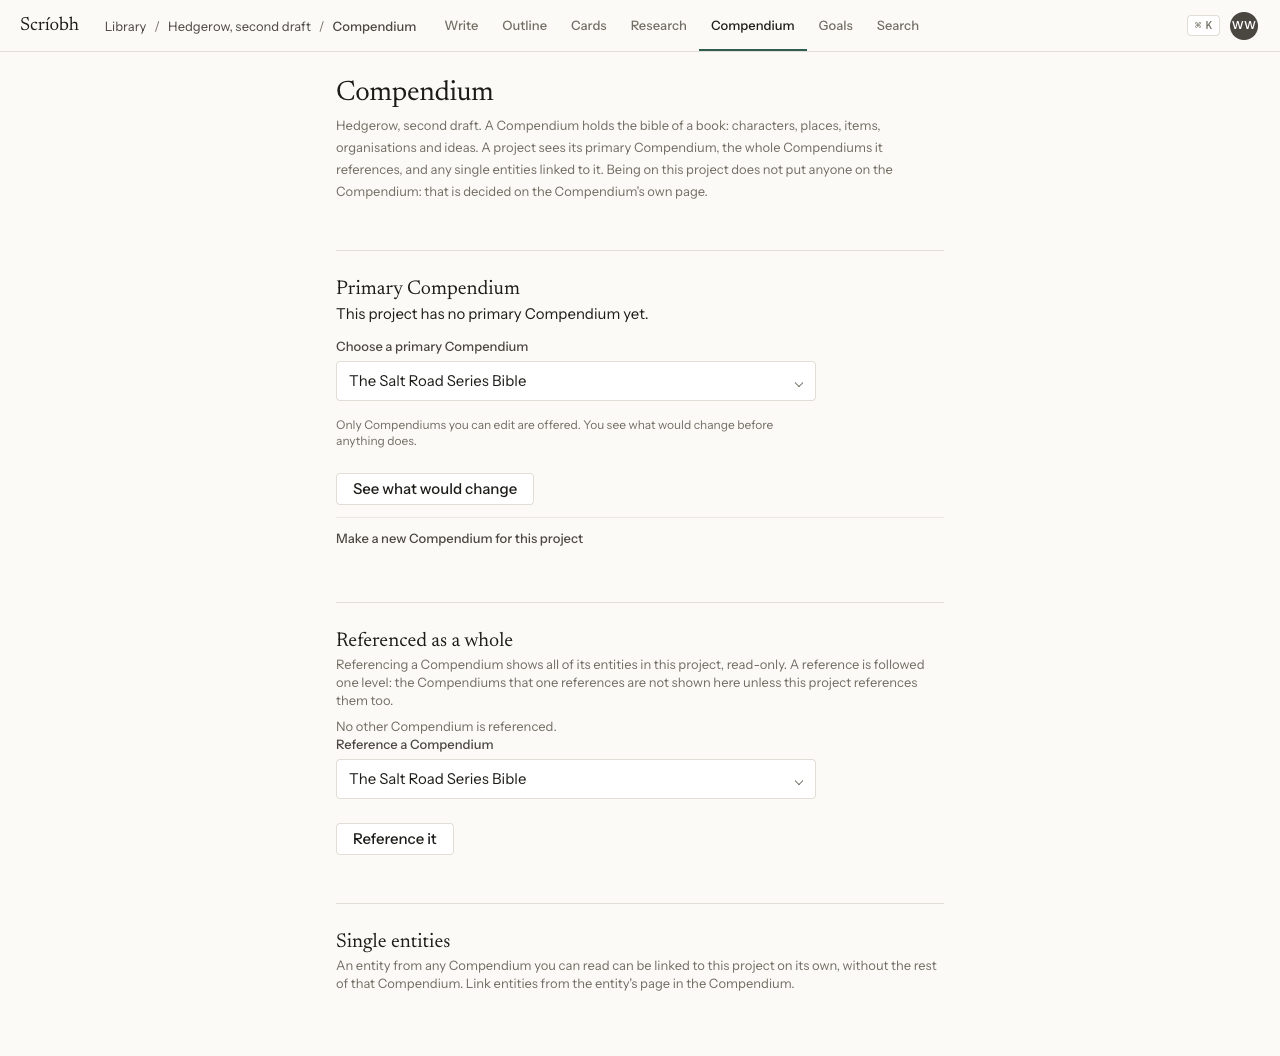 Scríobh
Library / Hedgerow, second draft / Compendium
Write Outline Cards Research Compendium Goals Search
⌘ K
WW
Compendium
Hedgerow, second draft. A Compendium holds the bible of a book: characters, places, items,
organisations and ideas. A project sees its primary Compendium, the whole Compendiums it
references, and any single entities linked to it. Being on this project does not put anyone on the
Compendium: that is decided on the Compendium's own page.
Primary Compendium
This project has no primary Compendium yet.
Choose a primary Compendium
The Salt Road Series Bible
Only Compendiums you can edit are offered. You see what would change before
anything does.
See what would change
Make a new Compendium for this project
Referenced as a whole
Referencing a Compendium shows all of its entities in this project, read-only. A reference is followed
one level: the Compendiums that one references are not shown here unless this project references
them too.
No other Compendium is referenced.
Reference a Compendium
The Salt Road Series Bible
Reference it
Single entities
An entity from any Compendium you can read can be linked to this project on its own, without the rest
of that Compendium. Link entities from the entity's page in the Compendium.